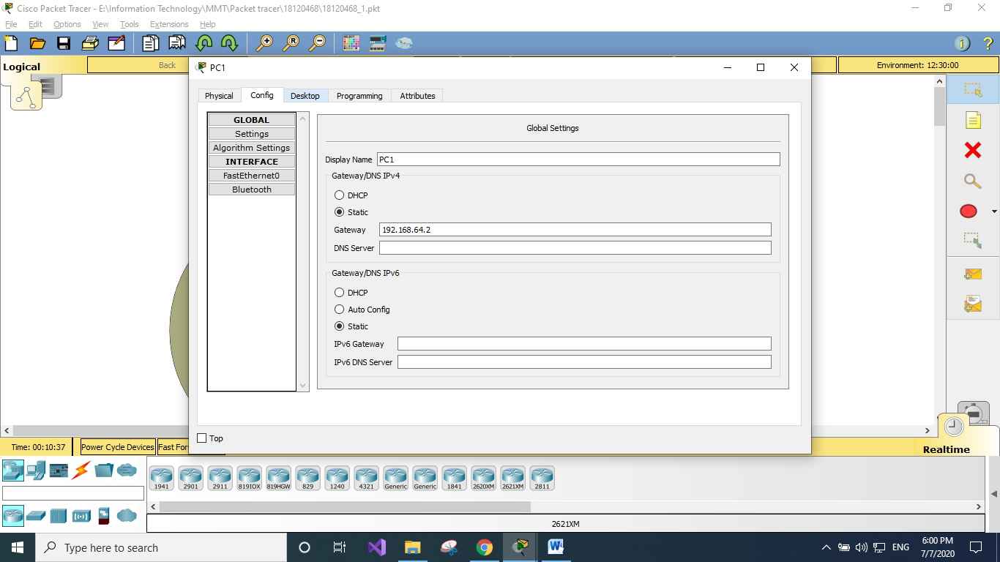 Cisco Packet Tracer - E:\Information Technology\MMT\Packet tracer\18120468\18120468_1.pkt
File Edit Options View Tools Extensions Help
SELECT
R
i ?
Logical
Back
Environment: 12:30:00
PC1
Physical Config Desktop Programming Attributes
GLOBAL
Settings
Algorithm Settings
INTERFACE
FastEthernet0
Bluetooth
Global Settings
Display Name PC1
Gateway/DNS IPv4
DHCP
Static
Gateway 192.168.64.2
DNS Server
Gateway/DNS IPv6
DHCP
Auto Config
Static
IPv6 Gateway
IPv6 DNS Server
Top
Time: 00:10:37 Power Cycle Devices Fast For
Realtime
1941 2901 2911 819IOX 819HGW 829 1240 4321 Generic Generic 1841 2620XM 2621XM 2811
2621XM
Type here to search
W
ENG
6:00 PM
7/7/2020